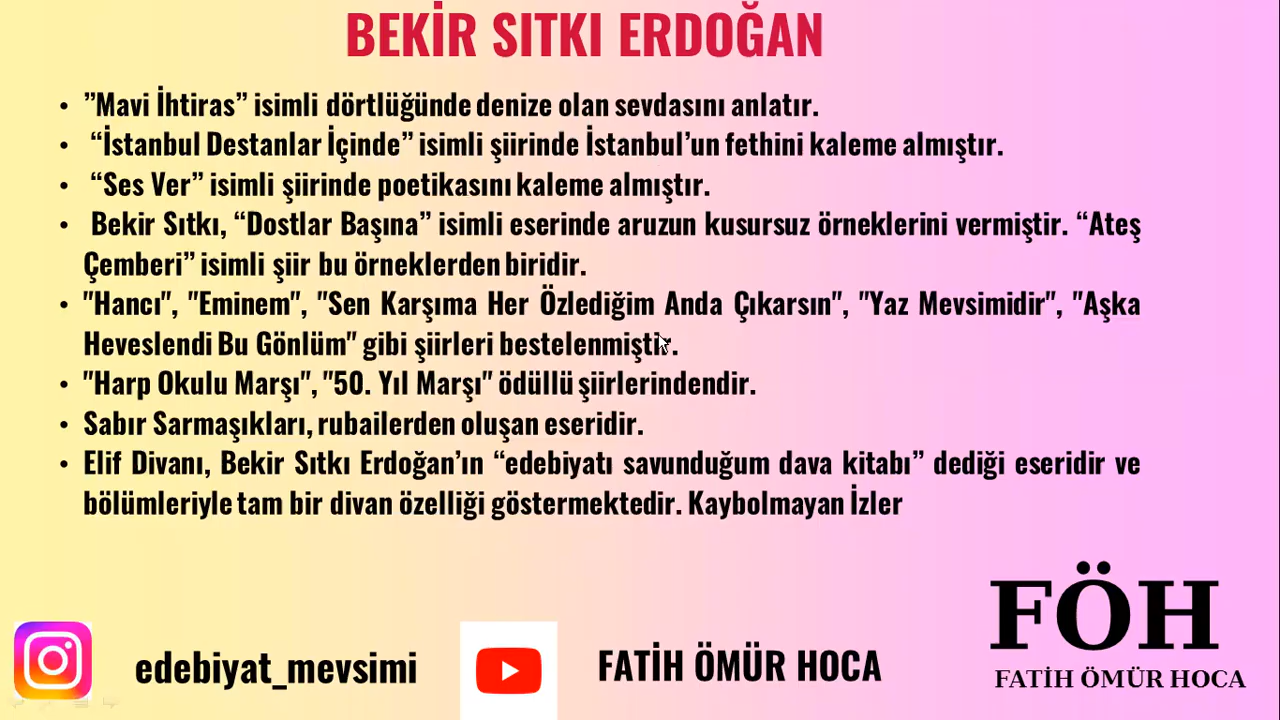 BEKİR SITKI ERDOĞAN
• ”Mavi İhtiras” isimli dörtlüğünde denize olan sevdasını anlatır.
• “İstanbul Destanlar İçinde” isimli şiirinde İstanbul’un fethini kaleme almıştır.
• “Ses Ver” isimli şiirinde poetikasını kaleme almıştır.
• Bekir Sıtkı, “Dostlar Başına” isimli eserinde aruzun kusursuz örneklerini vermiştir. “Ateş
Çemberi” isimli şiir bu örneklerden biridir.
• "Hancı", "Eminem", "Sen Karşıma Her Özlediğim Anda Çıkarsın", "Yaz Mevsimidir", "Aşka
Heveslendi Bu Gönlüm" gibi şiirleri bestelenmiştir.
• "Harp Okulu Marşı", "50. Yıl Marşı" ödüllü şiirlerindendir.
• Sabır Sarmaşıkları, rubailerden oluşan eseridir.
• Elif Divanı, Bekir Sıtkı Erdoğan’ın “edebiyatı savunduğum dava kitabı” dediği eseridir ve
bölümleriyle tam bir divan özelliği göstermektedir. Kaybolmayan İzler
edebiyat_mevsimi
FATİH ÖMÜR HOCA
FÖH
FATİH ÖMÜR HOCA